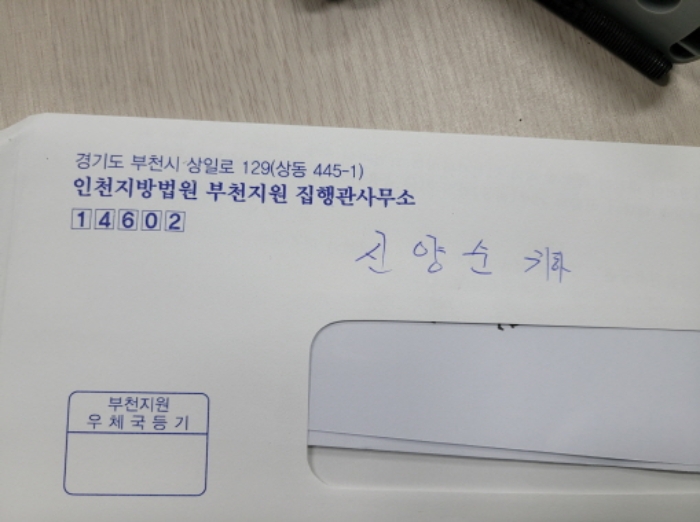 경기도 부천시 상일로 129(상동 445-1)
인천지방법원 부천지원 집행관사무소
14602
신 양 순 귀하
부천지원
우 체 국 등 기